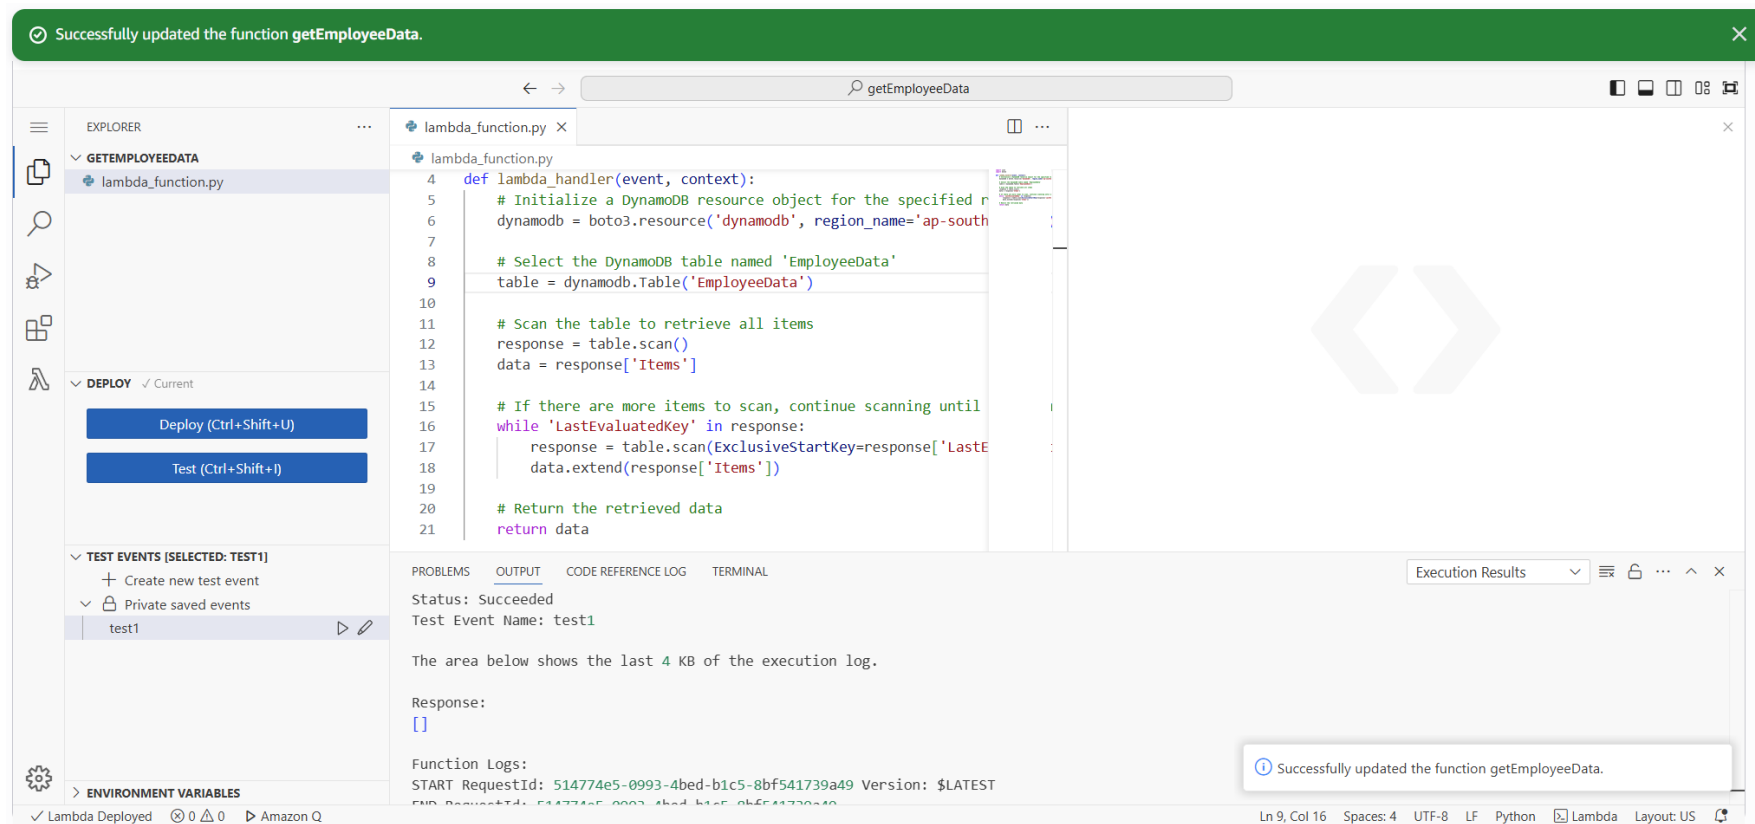 Successfully updated the function getEmployeeData.
getEmployeeData
EXPLORER
GETEMPLOYEEDATA
lambda_function.py
DEPLOY ✓ Current
Deploy (Ctrl+Shift+U)
Test (Ctrl+Shift+I)
TEST EVENTS [SELECTED: TEST1]
Create new test event
Private saved events
test1
ENVIRONMENT VARIABLES
lambda_function.py
lambda_function.py
4 def lambda_handler(event, context):
5 # Initialize a DynamoDB resource object for the specified r
6 dynamodb = boto3.resource('dynamodb', region_name='ap-south
7
8 # Select the DynamoDB table named 'EmployeeData'
9 table = dynamodb.Table('EmployeeData')
10
11 # Scan the table to retrieve all items
12 response = table.scan()
13 data = response['Items']
14
15 # If there are more items to scan, continue scanning until
16 while 'LastEvaluatedKey' in response:
17 response = table.scan(ExclusiveStartKey=response['LastE
18 data.extend(response['Items'])
19
20 # Return the retrieved data
21 return data
PROBLEMS OUTPUT CODE REFERENCE LOG TERMINAL
Execution Results
Status: Succeeded
Test Event Name: test1
The area below shows the last 4 KB of the execution log.
Response:
[]
Function Logs:
START RequestId: 514774e5-0993-4bed-b1c5-8bf541739a49 Version: $LATEST
END RequestId: 514774e5-0993-4bed-b1c5-8bf541739a49
Successfully updated the function getEmployeeData.
Lambda Deployed 0 0 Amazon Q
Ln 9, Col 16 Spaces: 4 UTF-8 LF Python Lambda Layout: US